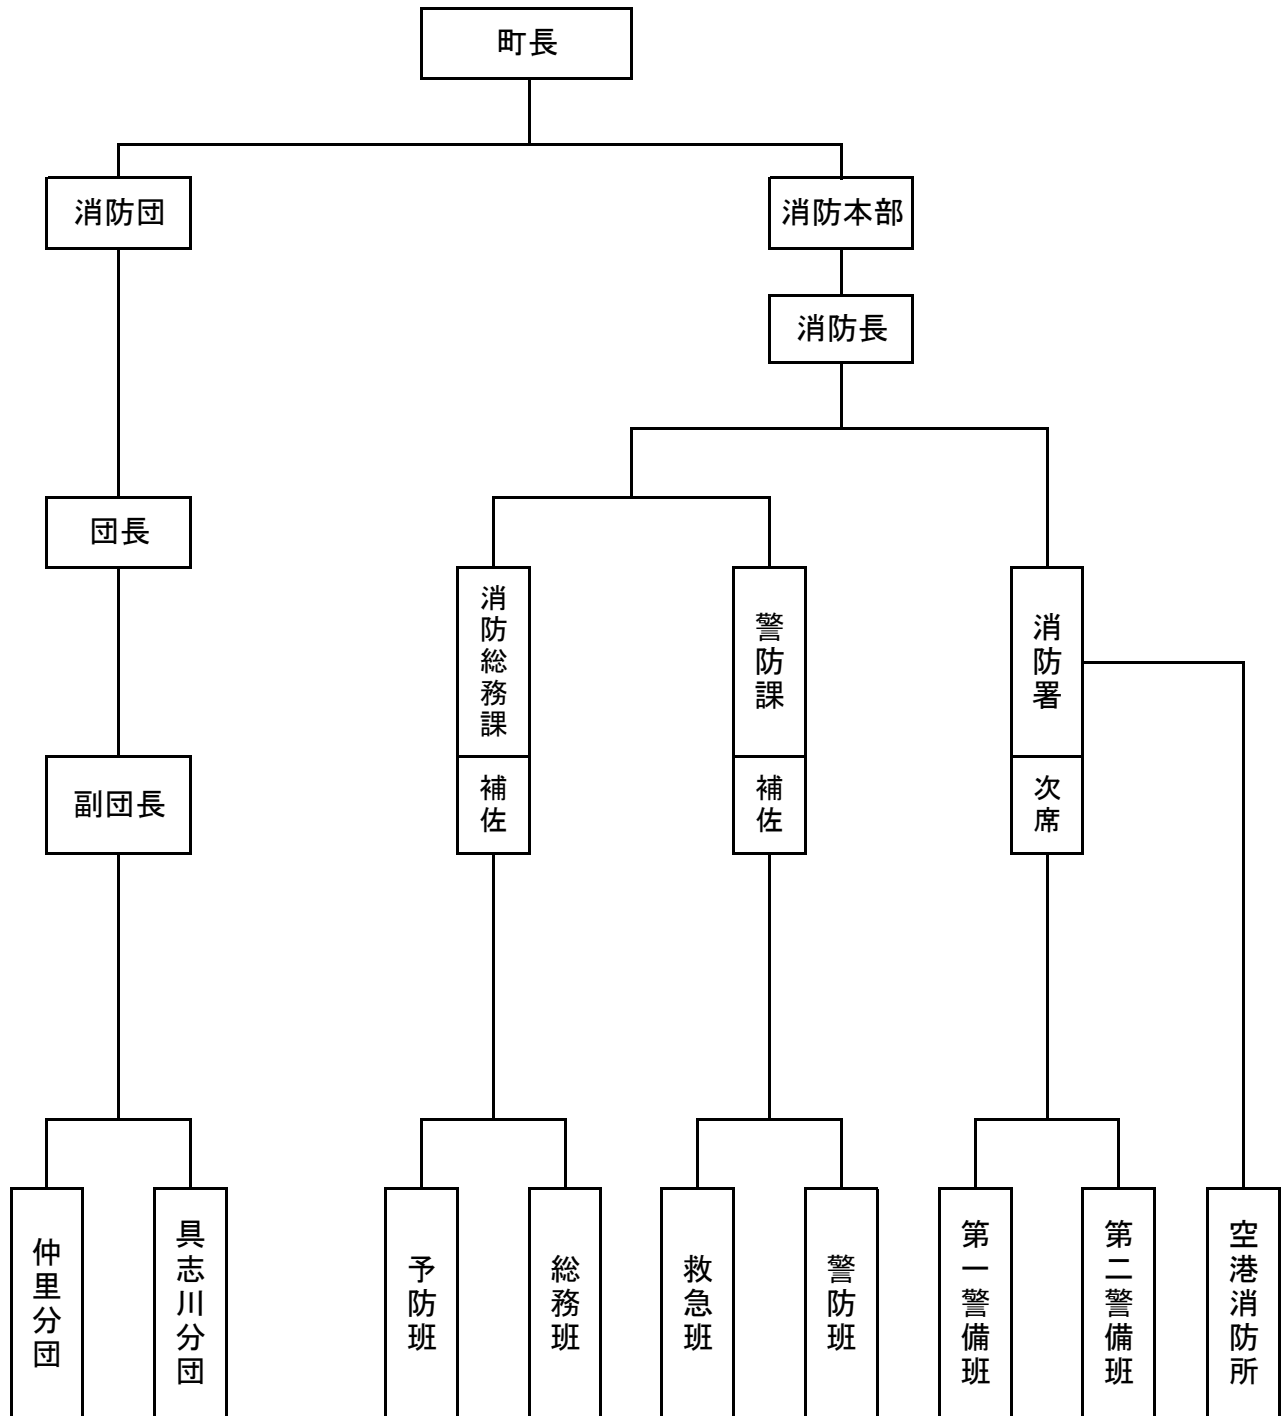 町長
消防団
消防本部
消防長
団長
消防総務課
警防課
消防署
副団長
補佐
補佐
次席
仲里分団
具志川分団
予防班
総務班
救急班
警防班
第一警備班
第二警備班
空港消防所